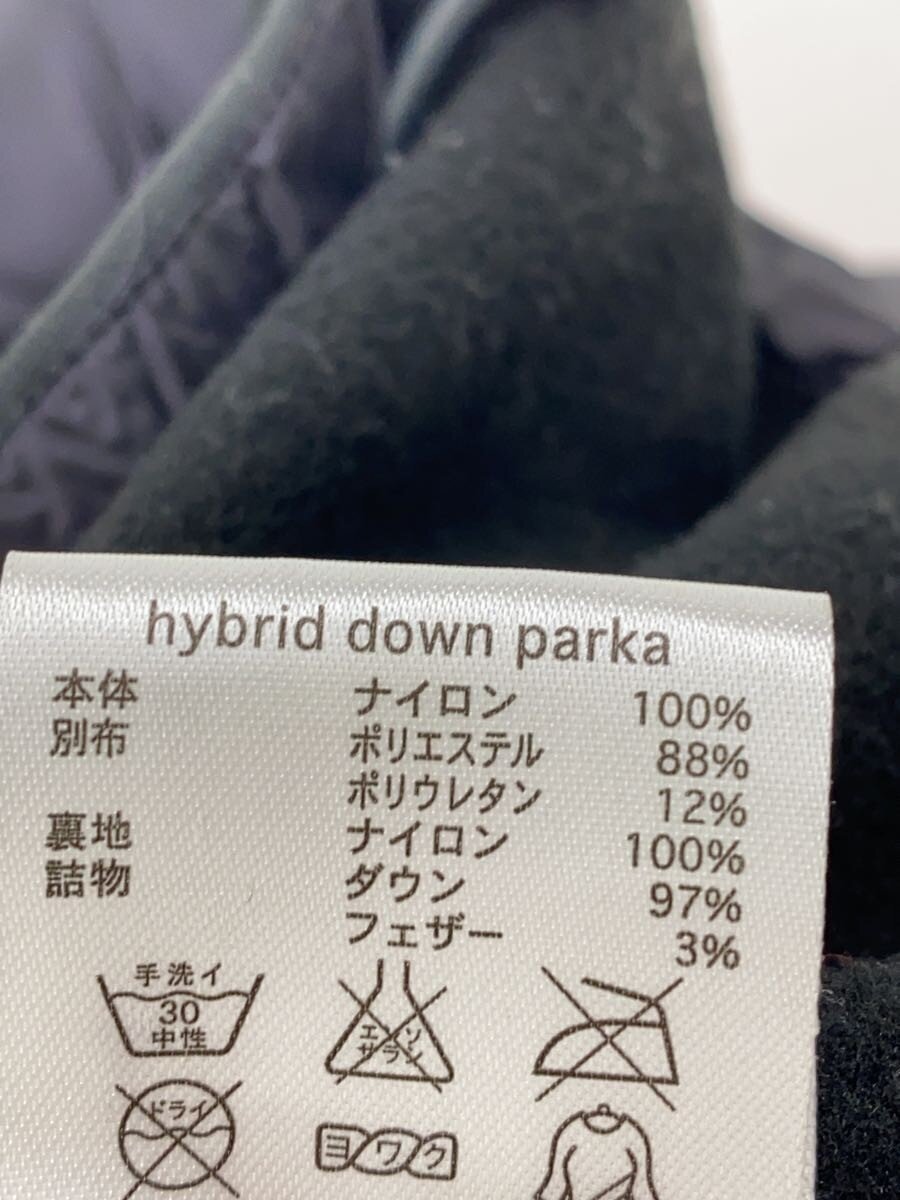 hybrid down parka
本体 ナイロン 100%
別布 ポリエステル 88%
ポリウレタン 12%
裏地 ナイロン 100%
詰物 ダウン 97%
フェザー 3%
手洗イ
30
中性
エンソ
サラシ
ドライ
ヨワク